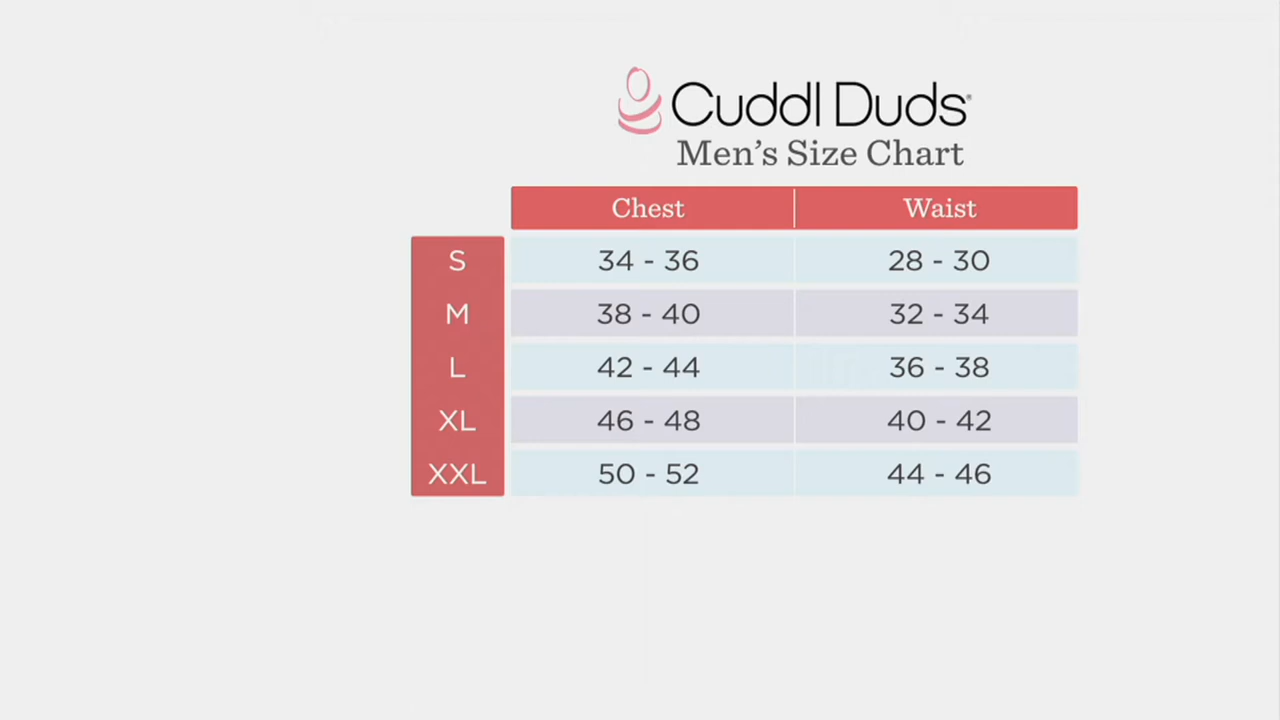 Cuddl Duds®
Men's Size Chart
Chest Waist
S 34 - 36 28 - 30
M 38 - 40 32 - 34
L 42 - 44 36 - 38
XL 46 - 48 40 - 42
XXL 50 - 52 44 - 46